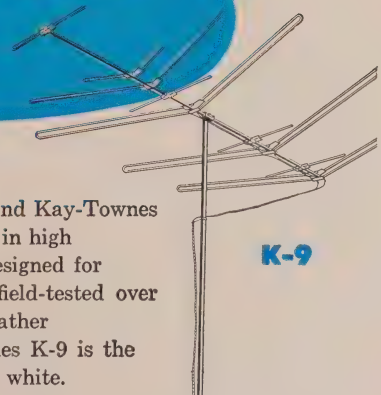 nd Kay-Townes
in high
esigned for
K-9
field-tested over
ather
es K-9 is the
white.